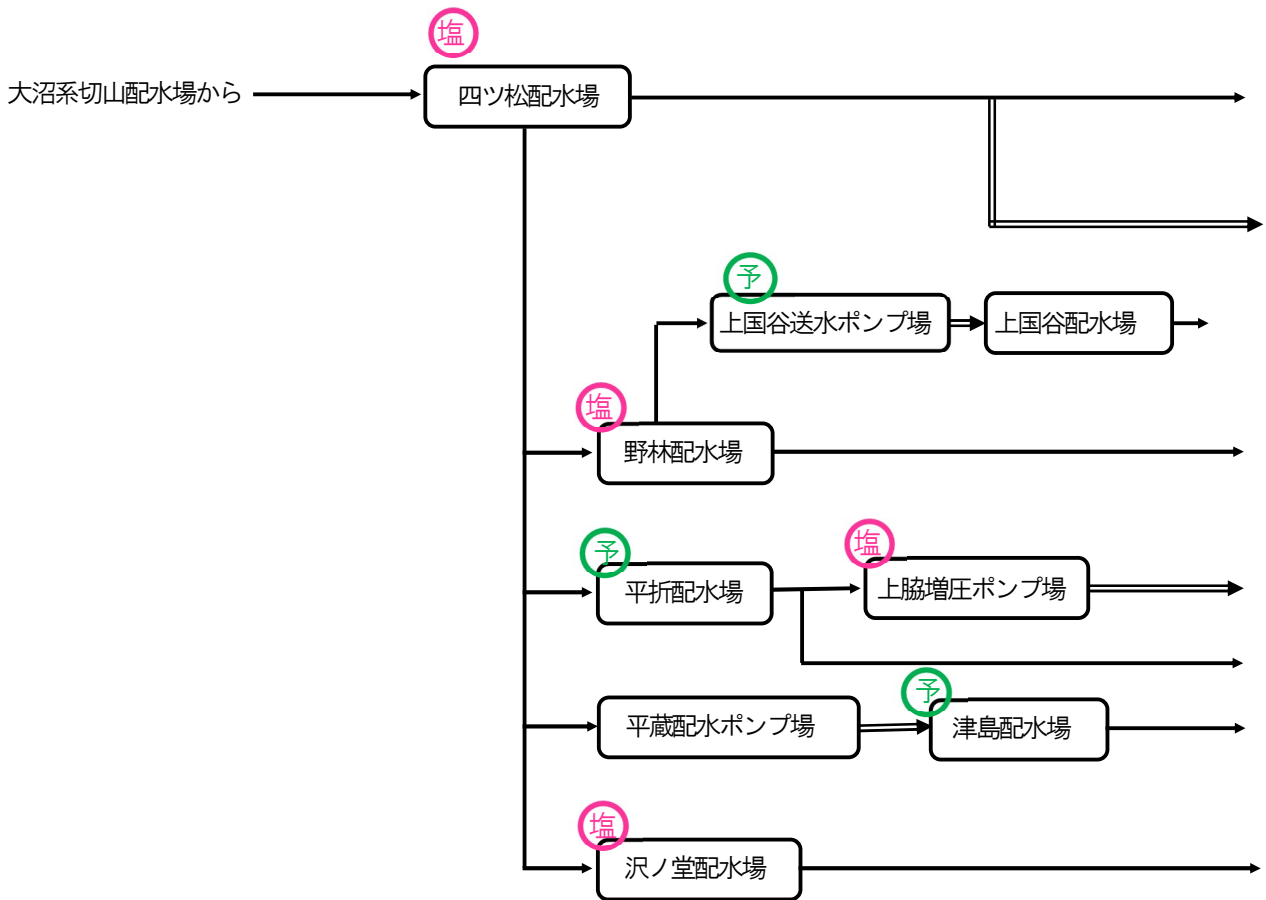 塩
大沼系切山配水場から
四ツ松配水場
予
上国谷送水ポンプ場
上国谷配水場
塩
野林配水場
予
平折配水場
塩
上脇増圧ポンプ場
平蔵配水ポンプ場
予
津島配水場
塩
沢ノ堂配水場